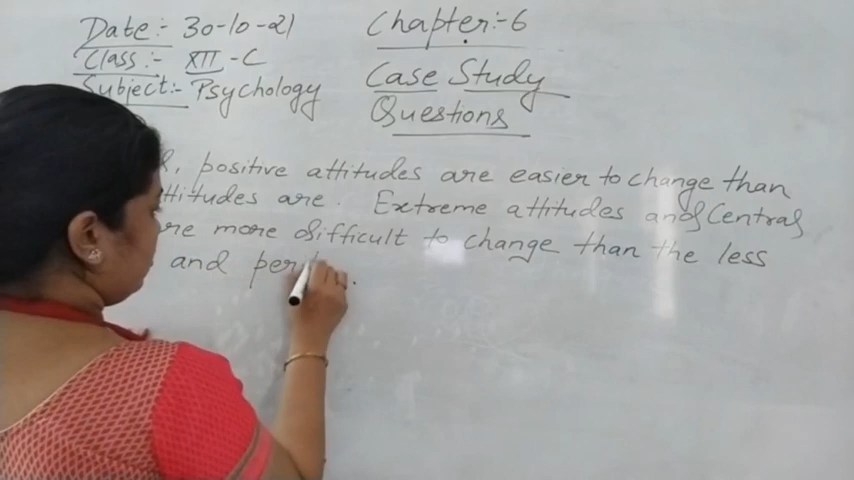 Date:- 30-10-21
Class:- XII-C
Subject:- Psychology
Chapter:-6
Case Study
Questions
positive attitudes are easier to change than
attitudes are. Extreme attitudes and Central
are more difficult to change than the less
and per